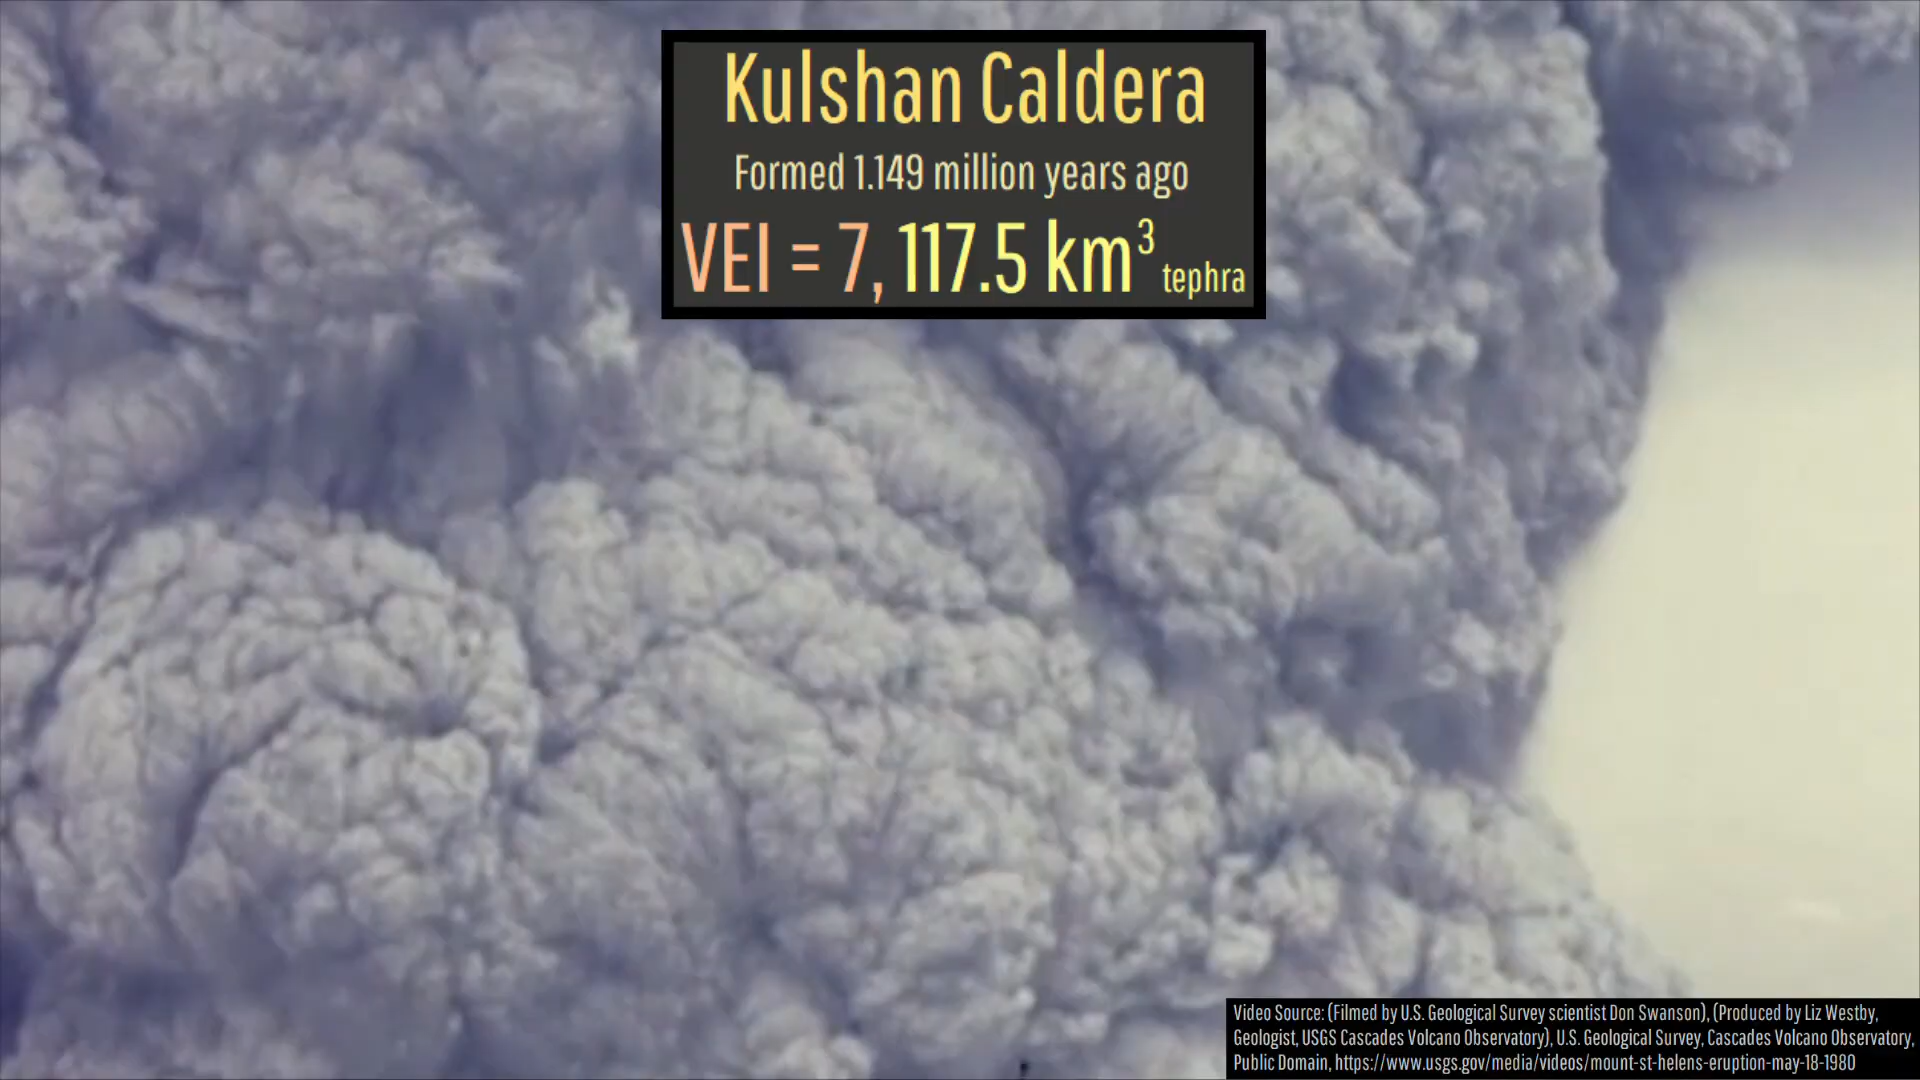 Kulshan Caldera
Formed 1.149 million years ago
VEI = 7, 117.5 km³ tephra
Video Source: (Filmed by U.S. Geological Survey scientist Don Swanson), (Produced by Liz Westby,
Geologist, USGS Cascades Volcano Observatory), U.S. Geological Survey, Cascades Volcano Observatory,
Public Domain, https://www.usgs.gov/media/videos/mount-st-helens-eruption-may-18-1980